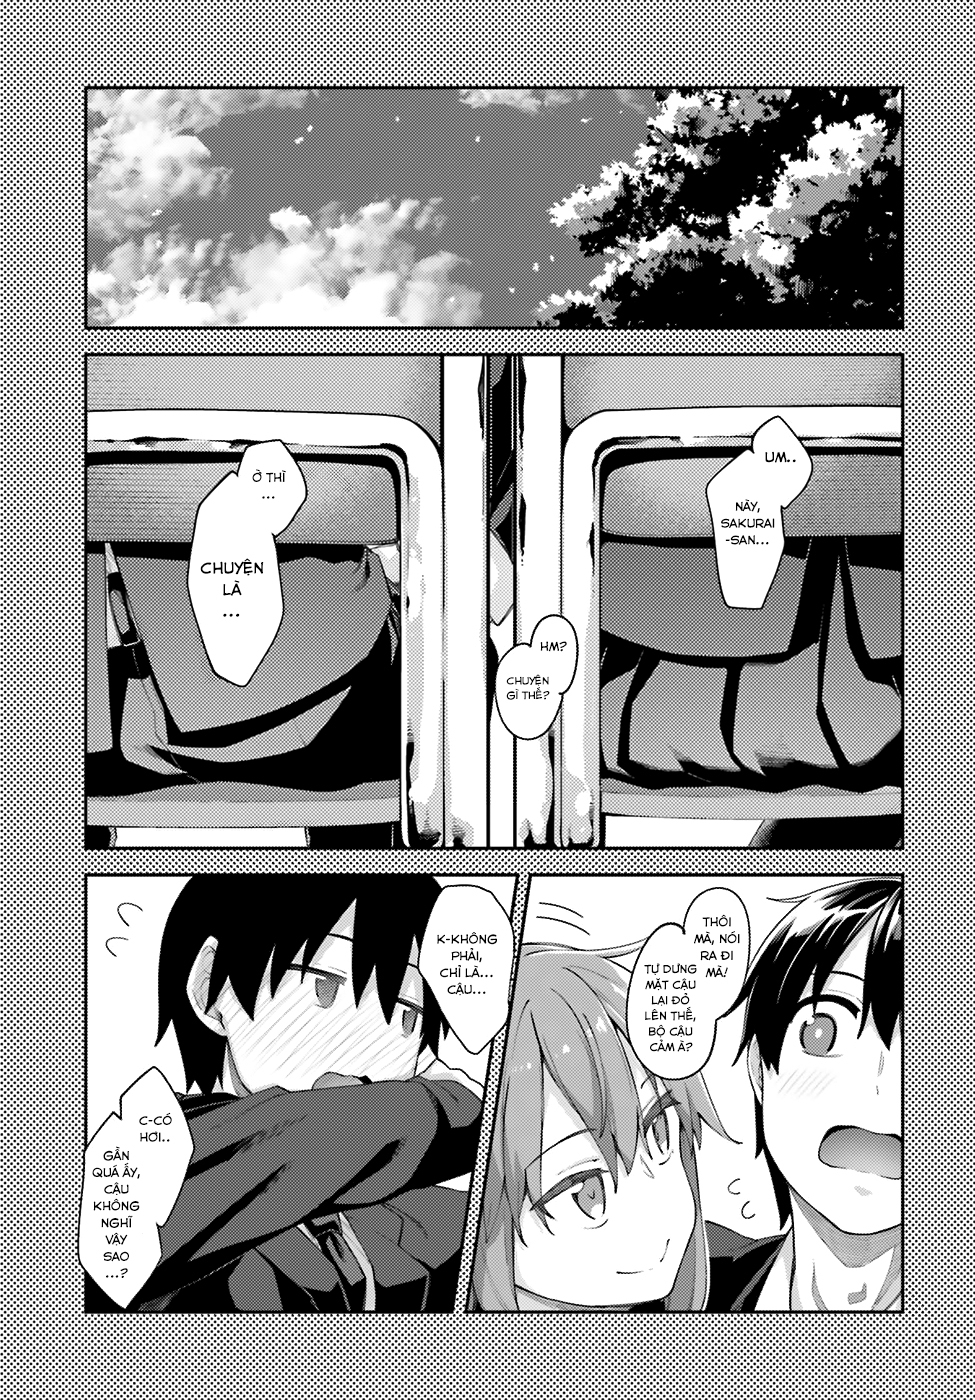 UM..
NÀY,
SAKURAI
-SAN...
HM?
CHUYỆN
GÌ THẾ?
Ờ THÌ
...
CHUYỆN
LÀ
...
THÔI
MÀ, NÓI
RA ĐI
MÀ!
TỰ DƯNG
MẶT CẬU
LẠI ĐỎ
LÊN THẾ,
BỘ CẬU
CẢM À?
K-KHÔNG
PHẢI,
CHỈ LÀ...
CẬU...
C-CÓ
HƠI..
GẦN
QUÁ ẤY,
CẬU
KHÔNG
NGHĨ
VẬY
SAO
...?